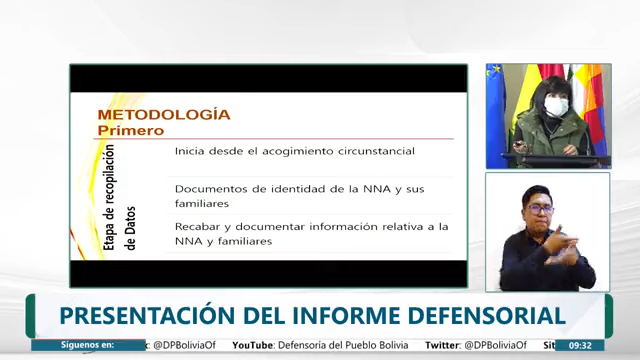 METODOLOGÍA
Primero
Etapa de recopilación
de Datos
Inicia desde el acogimiento circunstancial
Documentos de identidad de la NNA y sus
familiares
Recabar y documentar información relativa a la
NNA y familiares
PRESENTACIÓN DEL INFORME DEFENSORIAL
Síguenos en: : @DPBoliviaOf YouTube: Defensoría del Pueblo Bolivia Twitter: @DPBoliviaOf 09:32